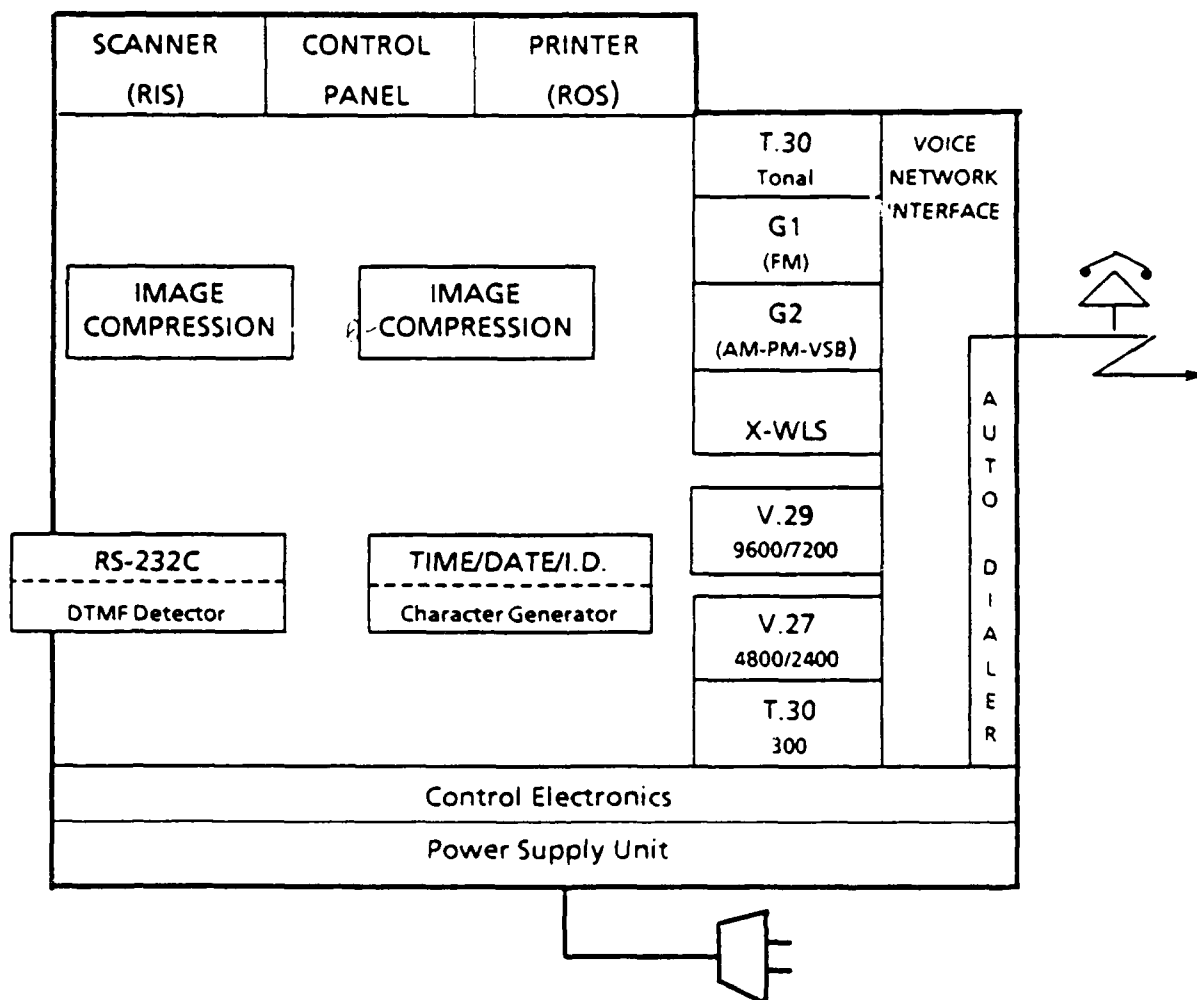 SCANNER
(RIS)
CONTROL
PANEL
PRINTER
(ROS)
T.30
Tonal
VOICE
NETWORK
INTERFACE
G1
(FM)
IMAGE
COMPRESSION
IMAGE
COMPRESSION
G2
(AM-PM-VSB)
X-WLS
V.29
9600/7200
RS-232C
DTMF Detector
TIME/DATE/I.D.
Character Generator
V.27
4800/2400
T.30
300
AUTO DIALER
Control Electronics
Power Supply Unit